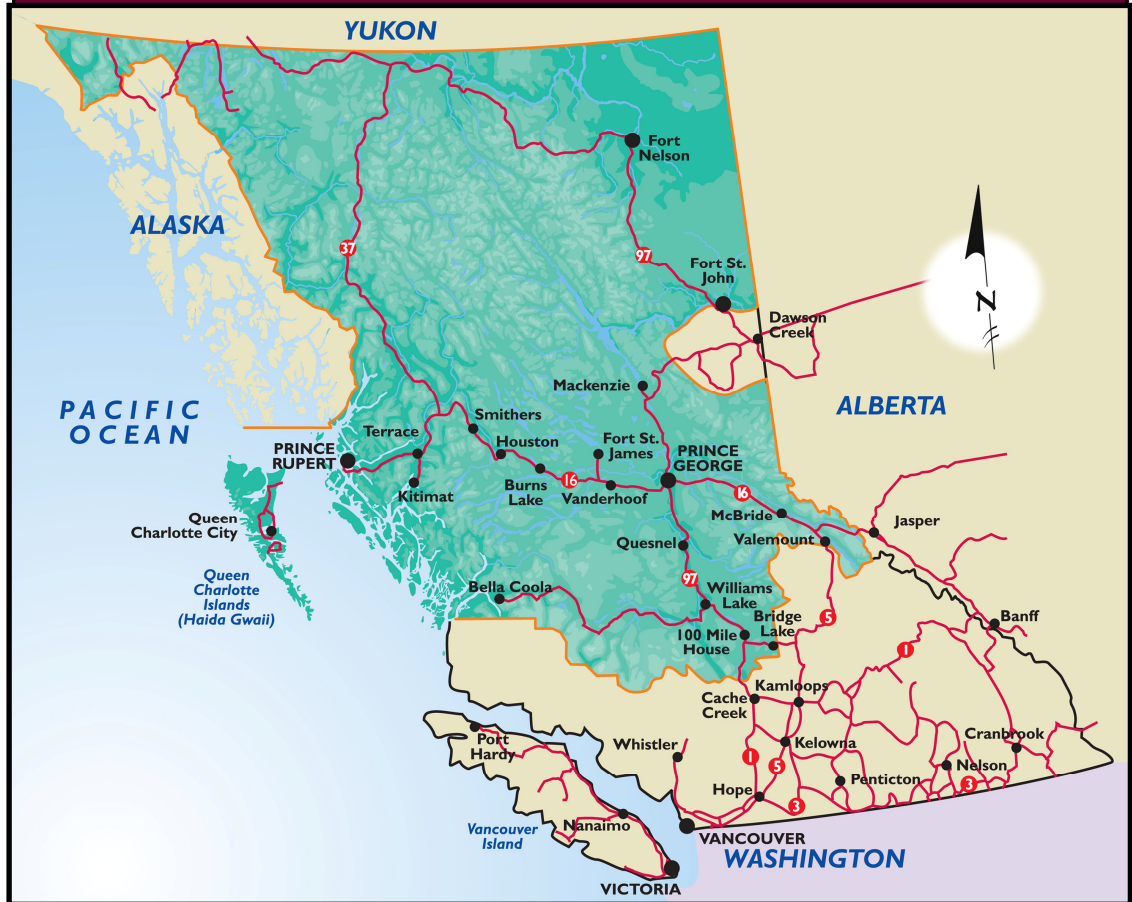 YUKON
Fort
Nelson
ALASKA
37
97
Fort St.
John
N
Dawson
Creek
Mackenzie
ALBERTA
PACIFIC
OCEAN
Smithers
Terrace
Houston
Fort St.
James
PRINCE
RUPERT
PRINCE
GEORGE
Kitimat
Burns
Lake
16
Vanderhoof
16
McBride
Jasper
Queen
Charlotte City
Quesnel
Valemount
Queen
Charlotte
Islands
(Haida Gwaii)
Bella Coola
97
Williams
Lake
5
Bridge
Lake
Banff
100 Mile
House
1
Kamloops
Cache
Creek
Port
Hardy
Whistler
Kelowna
Cranbrook
1
5
Nelson
Penticton
3
Hope
3
Vancouver
Island
Nanaimo
VANCOUVER
WASHINGTON
VICTORIA